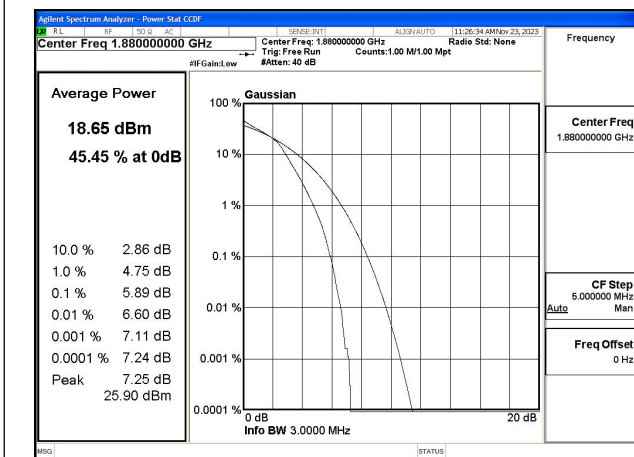 Agilent Spectrum Analyzer - Power Stat CCDF
LXI RL RF 50 Ω AC SENSE:INT ALIGN AUTO 11:26:34 AM Nov 23, 2023
Center Freq 1.880000000 GHz
Center Freq: 1.880000000 GHz Radio Std: None
Trig: Free Run Counts:1.00 M/1.00 Mpt
#IFGain:Low #Atten: 40 dB
Frequency
Average Power
18.65 dBm
45.45 % at 0dB
10.0 % 2.86 dB
1.0 % 4.75 dB
0.1 % 5.89 dB
0.01 % 6.60 dB
0.001 % 7.11 dB
0.0001 % 7.24 dB
Peak 7.25 dB
25.90 dBm
Gaussian
100 %
10 %
1 %
0.1 %
0.01 %
0.001 %
0.0001 %
0 dB 20 dB
Info BW 3.0000 MHz
Center Freq
1.880000000 GHz
CF Step
5.000000 MHz
Auto Man
Freq Offset
0 Hz
MSG STATUS